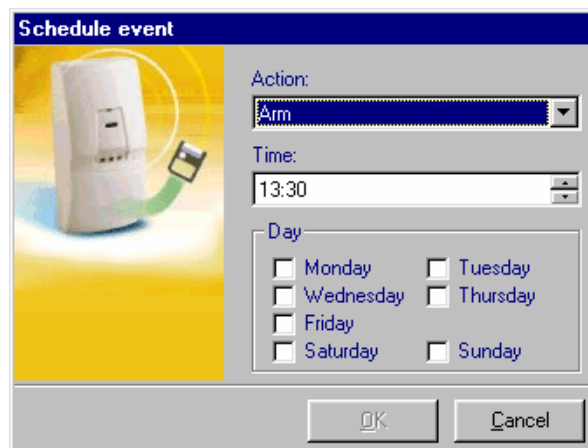 Schedule event
Action:
Arm
Time:
13:30
Day
Monday Tuesday
Wednesday Thursday
Friday
Saturday Sunday
OK Cancel